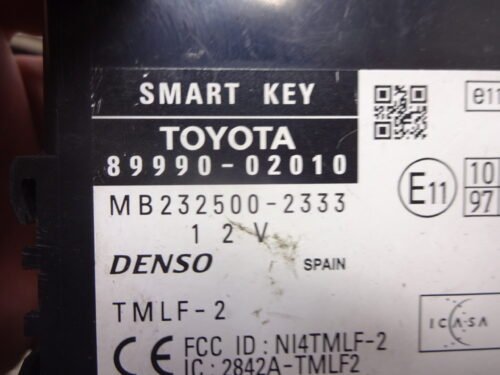 SMART KEY
e11
TOYOTA
89990-02010
E11
10
97
MB232500-2333
12V
DENSO SPAIN
TMLF-2
ICASA
CE FCC ID : NI4TMLF-2
IC : 2842A-TMLF2